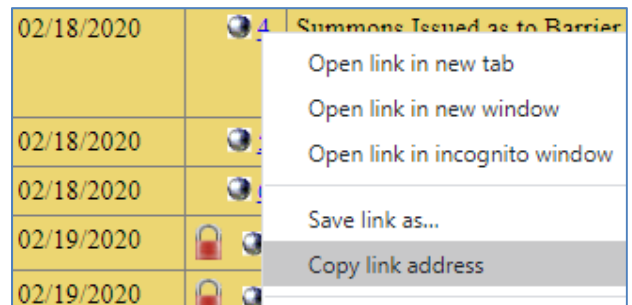 02/18/2020 4 Summons Issued as to Barrier
Open link in new tab
Open link in new window
02/18/2020
Open link in incognito window
02/18/2020
Save link as...
02/19/2020
Copy link address
02/19/2020